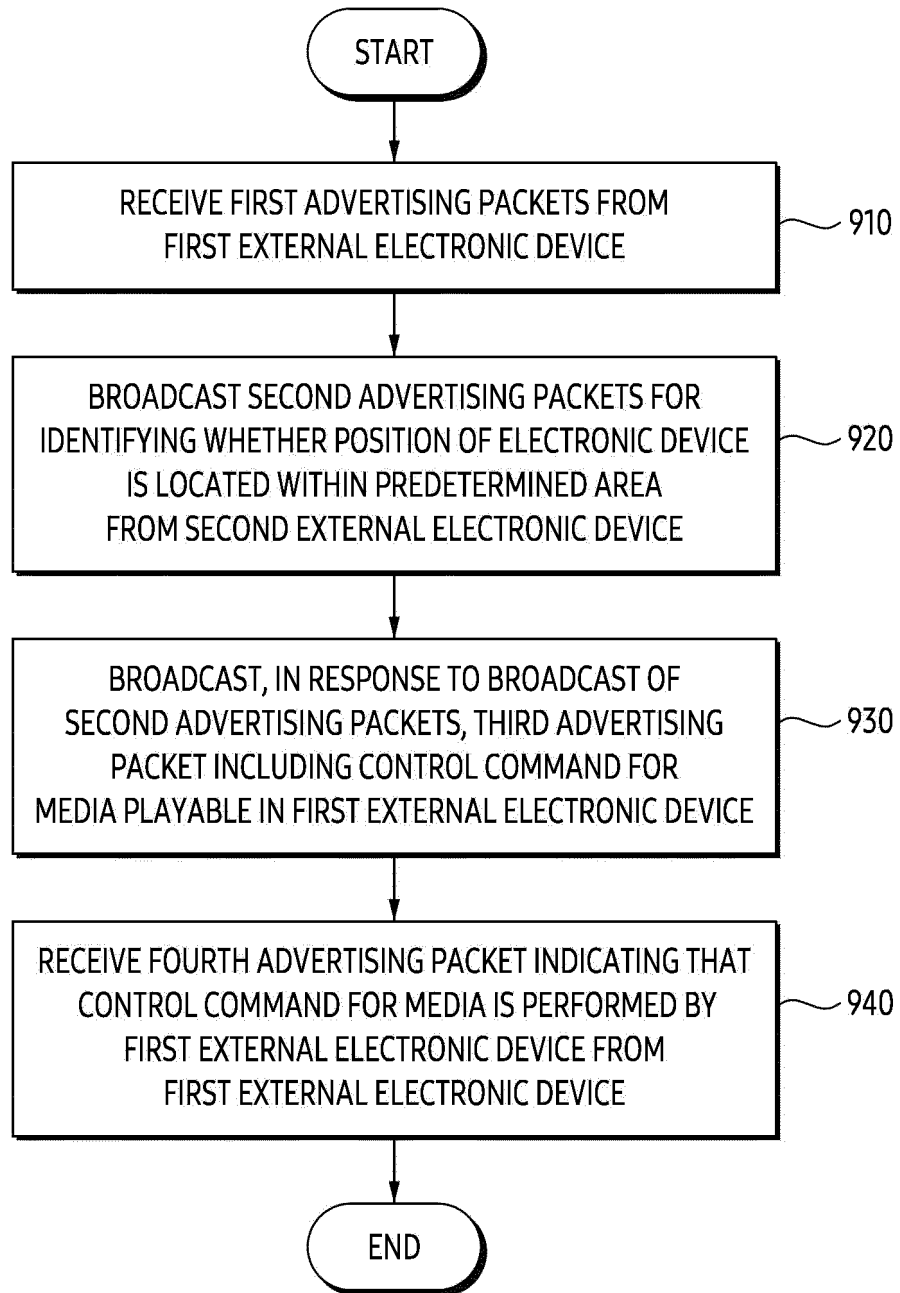 START
RECEIVE FIRST ADVERTISING PACKETS FROM
FIRST EXTERNAL ELECTRONIC DEVICE
910
BROADCAST SECOND ADVERTISING PACKETS FOR
IDENTIFYING WHETHER POSITION OF ELECTRONIC DEVICE
IS LOCATED WITHIN PREDETERMINED AREA
FROM SECOND EXTERNAL ELECTRONIC DEVICE
920
BROADCAST, IN RESPONSE TO BROADCAST OF
SECOND ADVERTISING PACKETS, THIRD ADVERTISING
PACKET INCLUDING CONTROL COMMAND FOR
MEDIA PLAYABLE IN FIRST EXTERNAL ELECTRONIC DEVICE
930
RECEIVE FOURTH ADVERTISING PACKET INDICATING THAT
CONTROL COMMAND FOR MEDIA IS PERFORMED BY
FIRST EXTERNAL ELECTRONIC DEVICE FROM
FIRST EXTERNAL ELECTRONIC DEVICE
940
END